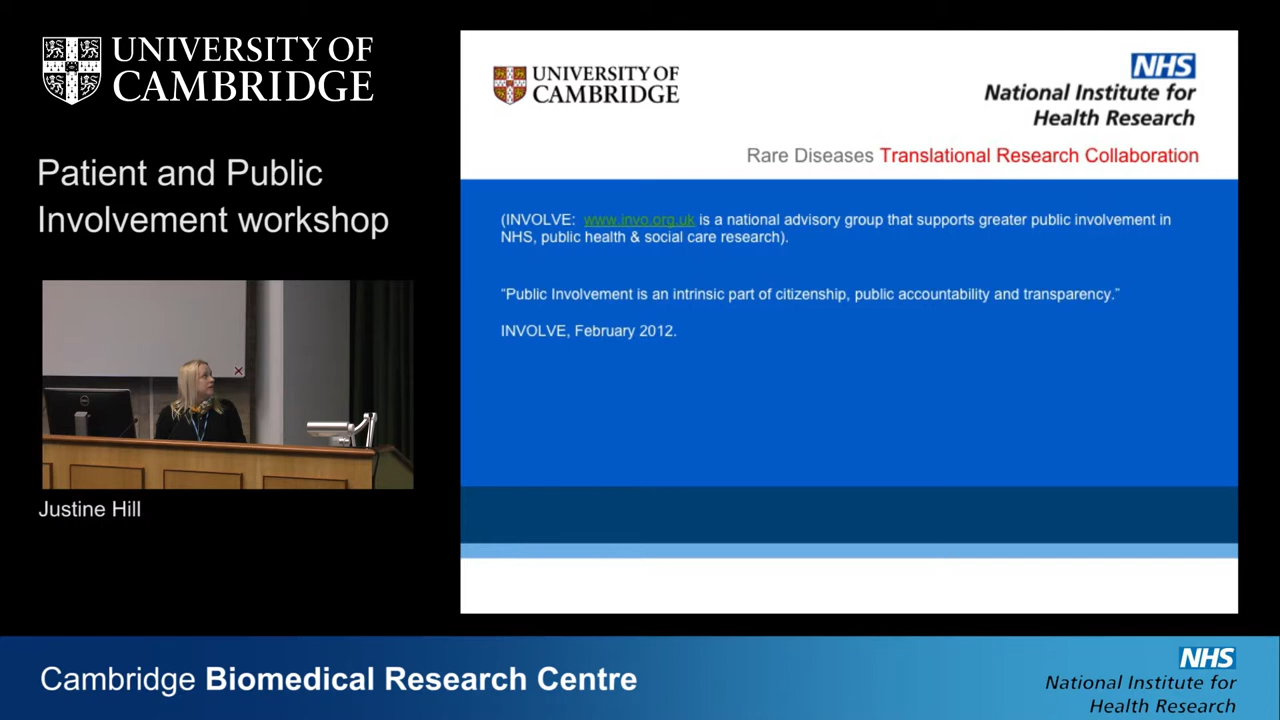 UNIVERSITY OF
CAMBRIDGE
Patient and Public
Involvement workshop
Justine Hill
UNIVERSITY OF
CAMBRIDGE
NHS
National Institute for
Health Research
Rare Diseases Translational Research Collaboration
(INVOLVE: www.invo.org.uk is a national advisory group that supports greater public involvement in
NHS, public health & social care research).
“Public Involvement is an intrinsic part of citizenship, public accountability and transparency.”
INVOLVE, February 2012.
Cambridge Biomedical Research Centre
NHS
National Institute for
Health Research